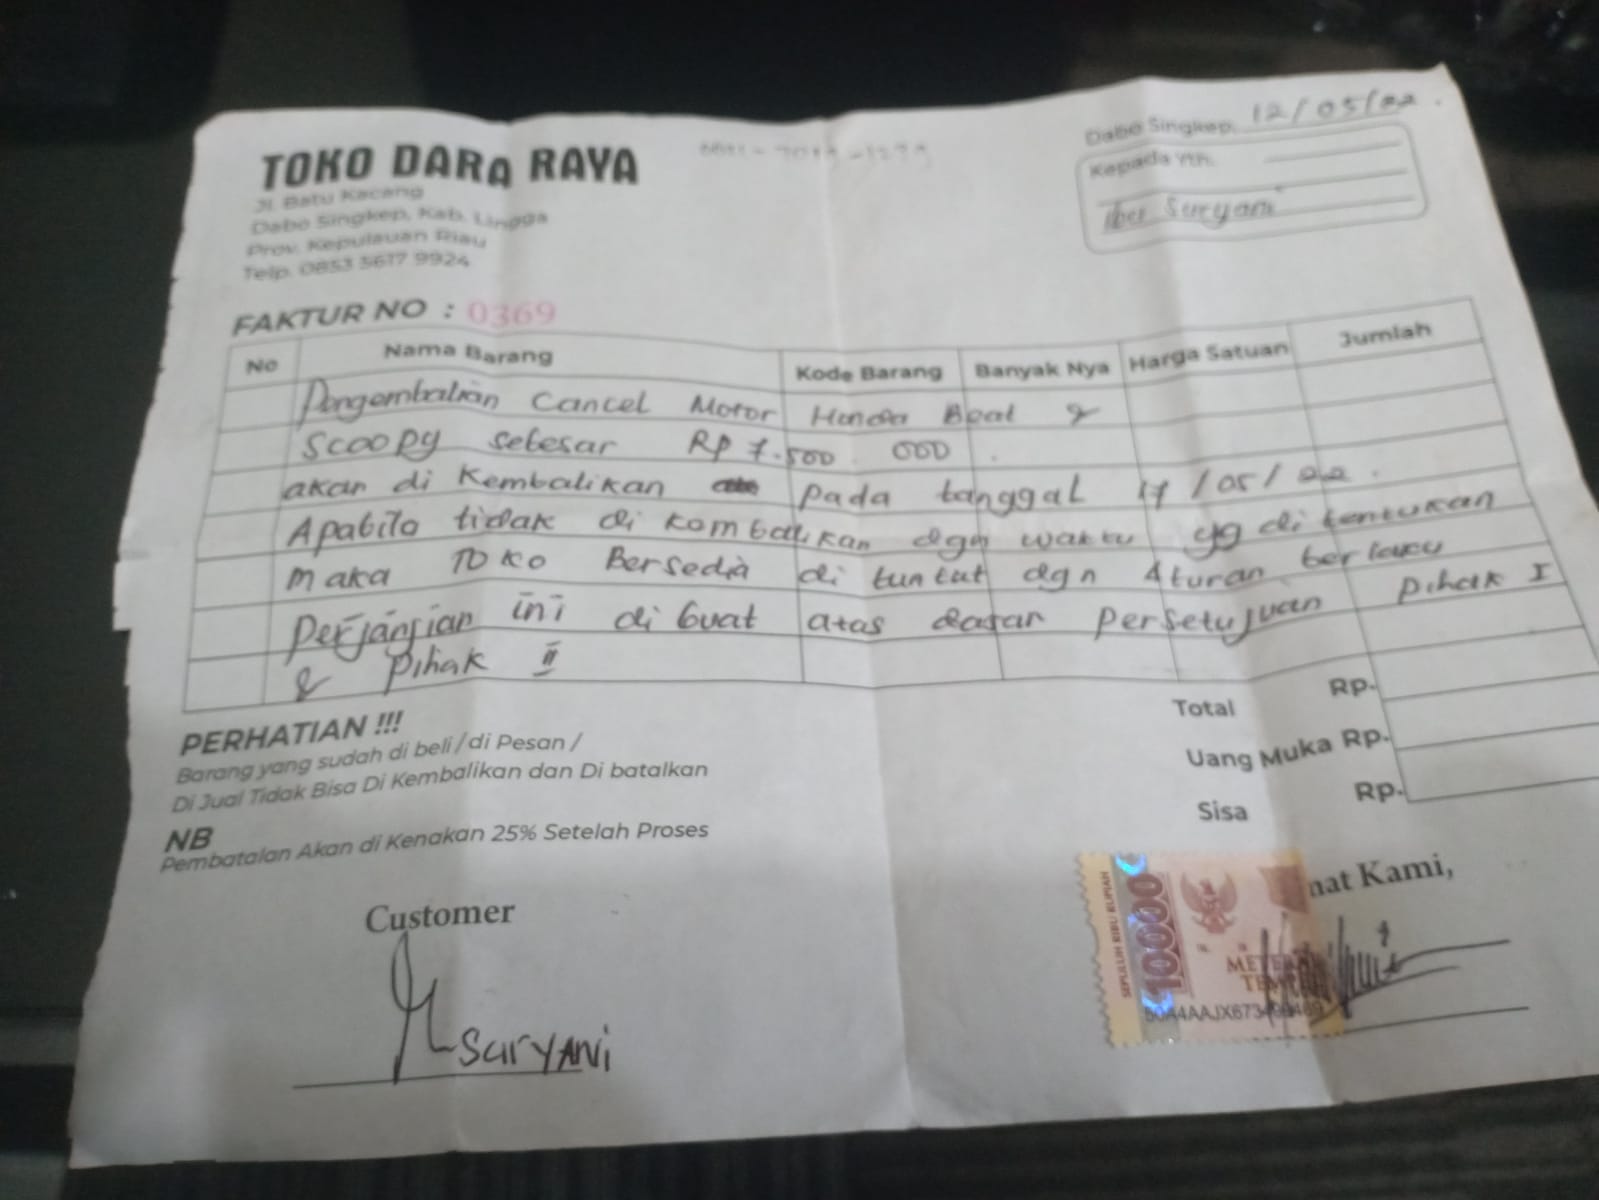 TOKO DARA RAYA
Jl. Batu Kacang
Dabo Singkep, Kab. Lingga
Prov. Kepulauan Riau
Telp. 0853 5617 9924
Dabo Singkep, 12/05/22.
Kepada Yth.
Suryani
FAKTUR NO : 0369
No Nama Barang Kode Barang Banyak Nya Harga Satuan Jumlah
Pengembalian Cancel Motor Honda Beat &
Scoopy sebesar Rp 7.500.000.
akan di Kembalikan pada tanggal 17/05/22.
Apabila tidak di kembalikan dgn waktu yg di tentukan
maka TOKO Bersedia di tuntut dgn Aturan berlaku
Perjanjian ini di buat atas dasar Persetujuan Pihak I
& Pihak II
Total Rp.
Uang Muka Rp.
Sisa Rp.
PERHATIAN !!!
Barang yang sudah di beli / di Pesan /
Di Jual Tidak Bisa Di Kembalikan dan Di batalkan
NB
Pembatalan Akan di Kenakan 25% Setelah Proses
Customer
Suryani
mat Kami,
SEPULUH RIBU RUPIAH
10000
METERAI
TEMPEL